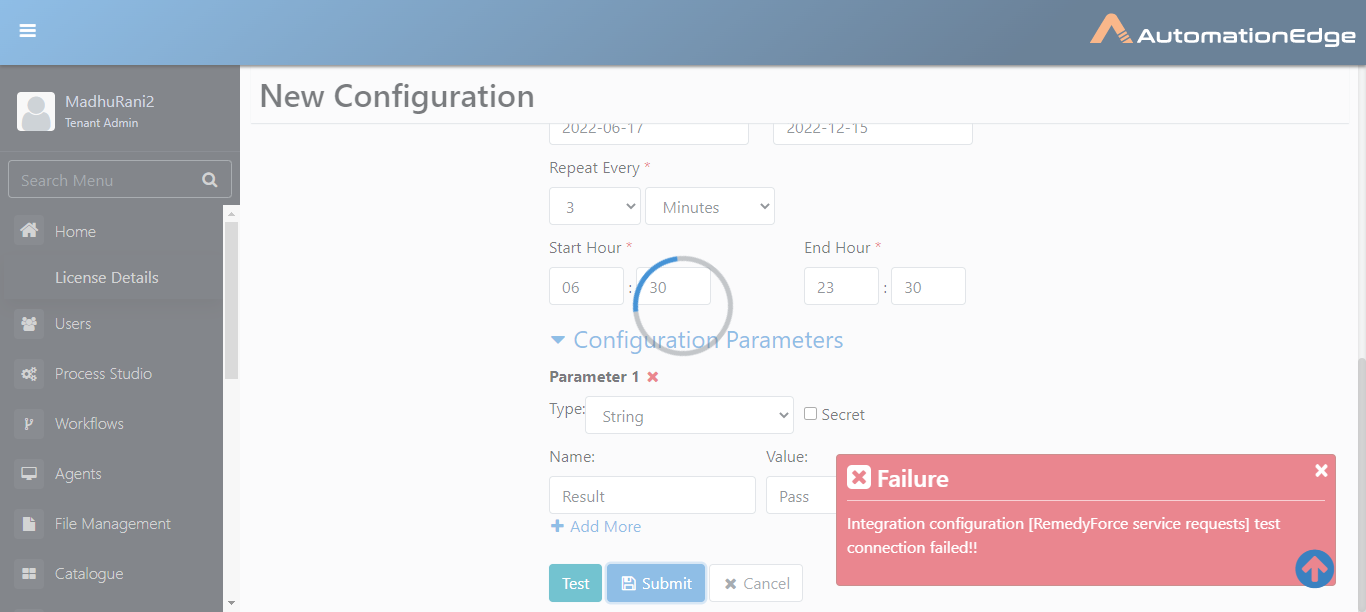 AutomationEdge
MadhuRani2
Tenant Admin
Search Menu
Home
License Details
Users
Process Studio
Workflows
Agents
File Management
Catalogue
New Configuration
2022-06-17 2022-12-15
Repeat Every *
3 Minutes
Start Hour * End Hour *
06 : 30 23 : 30
Configuration Parameters
Parameter 1
Type: String Secret
Name: Value:
Result Pass
Add More
Test Submit Cancel
Failure
Integration configuration [RemedyForce service requests] test
connection failed!!